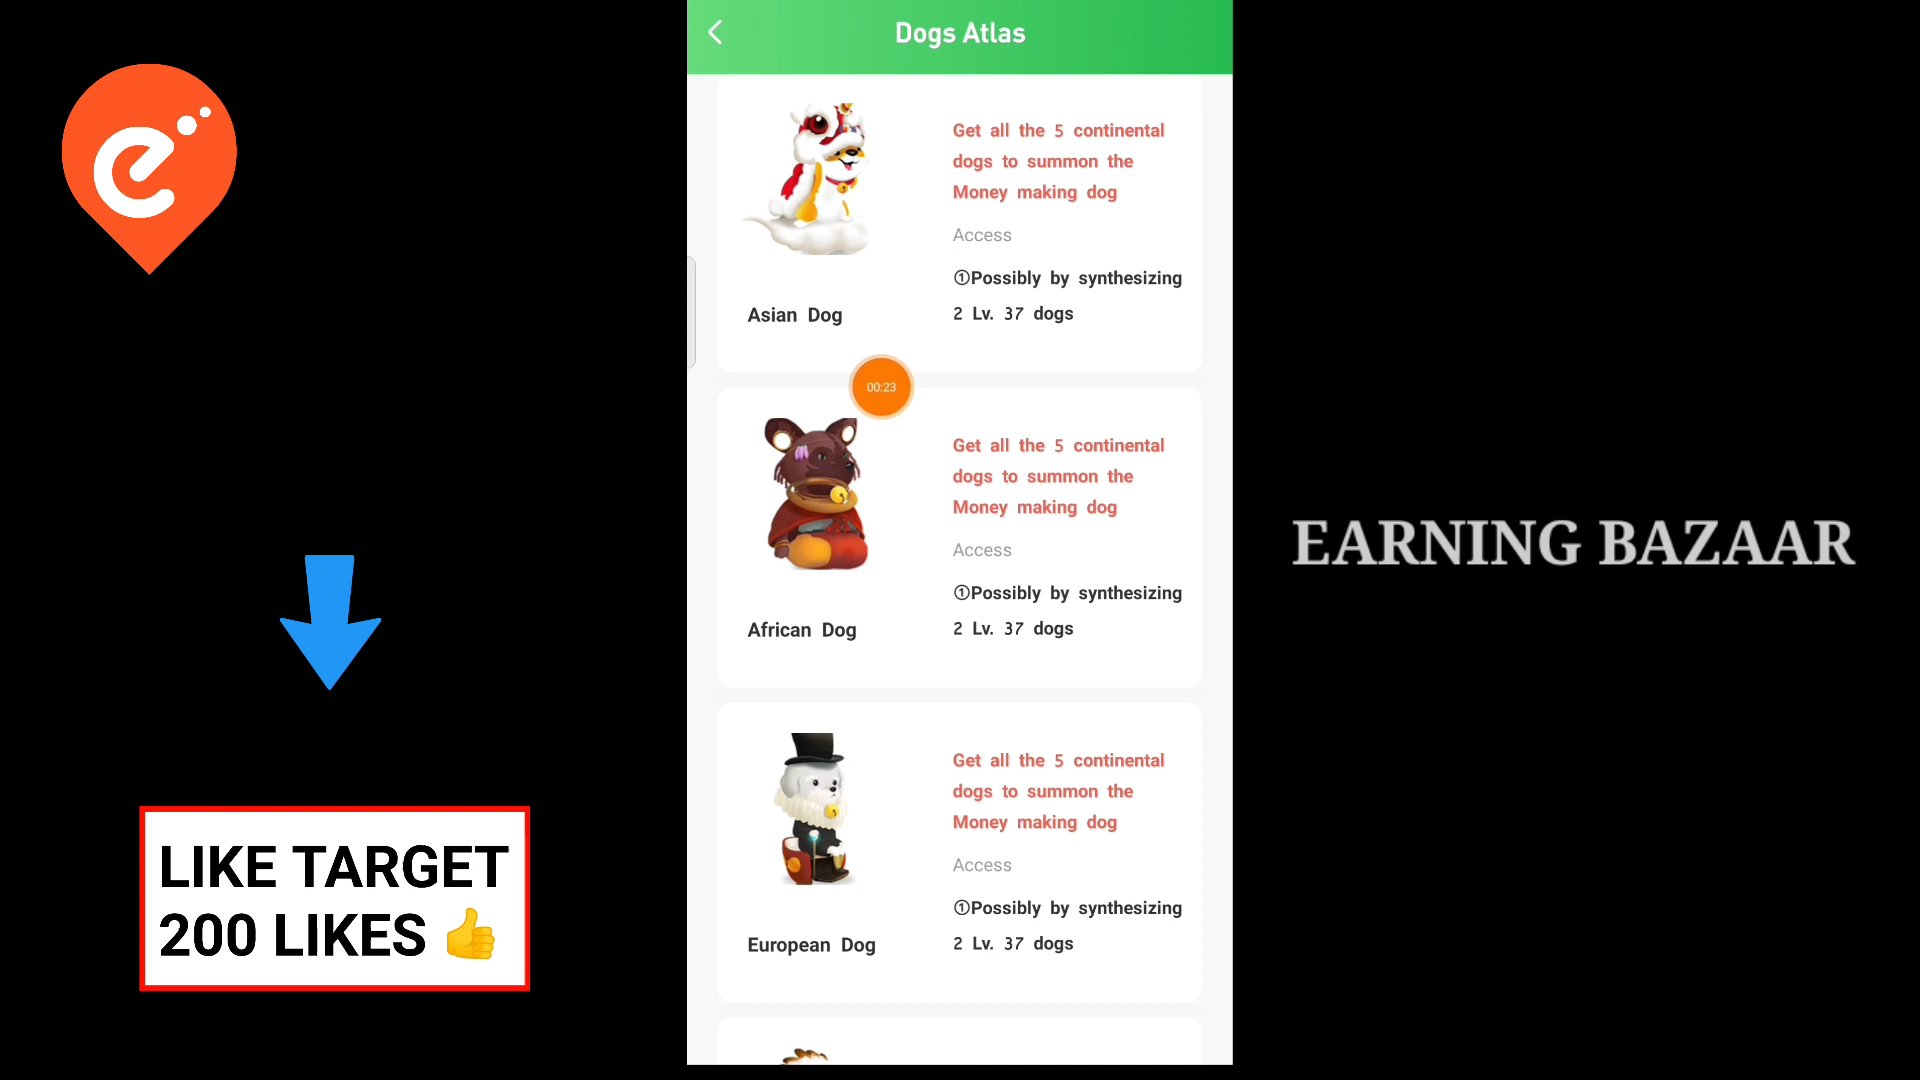 Dogs Atlas
Get all the 5 continental
dogs to summon the
Money making dog
Access
①Possibly by synthesizing
2 Lv. 37 dogs
Asian Dog
00:23
Get all the 5 continental
dogs to summon the
Money making dog
Access
①Possibly by synthesizing
2 Lv. 37 dogs
African Dog
Get all the 5 continental
dogs to summon the
Money making dog
Access
①Possibly by synthesizing
2 Lv. 37 dogs
European Dog
e
LIKE TARGET
200 LIKES 👍
EARNING BAZAAR